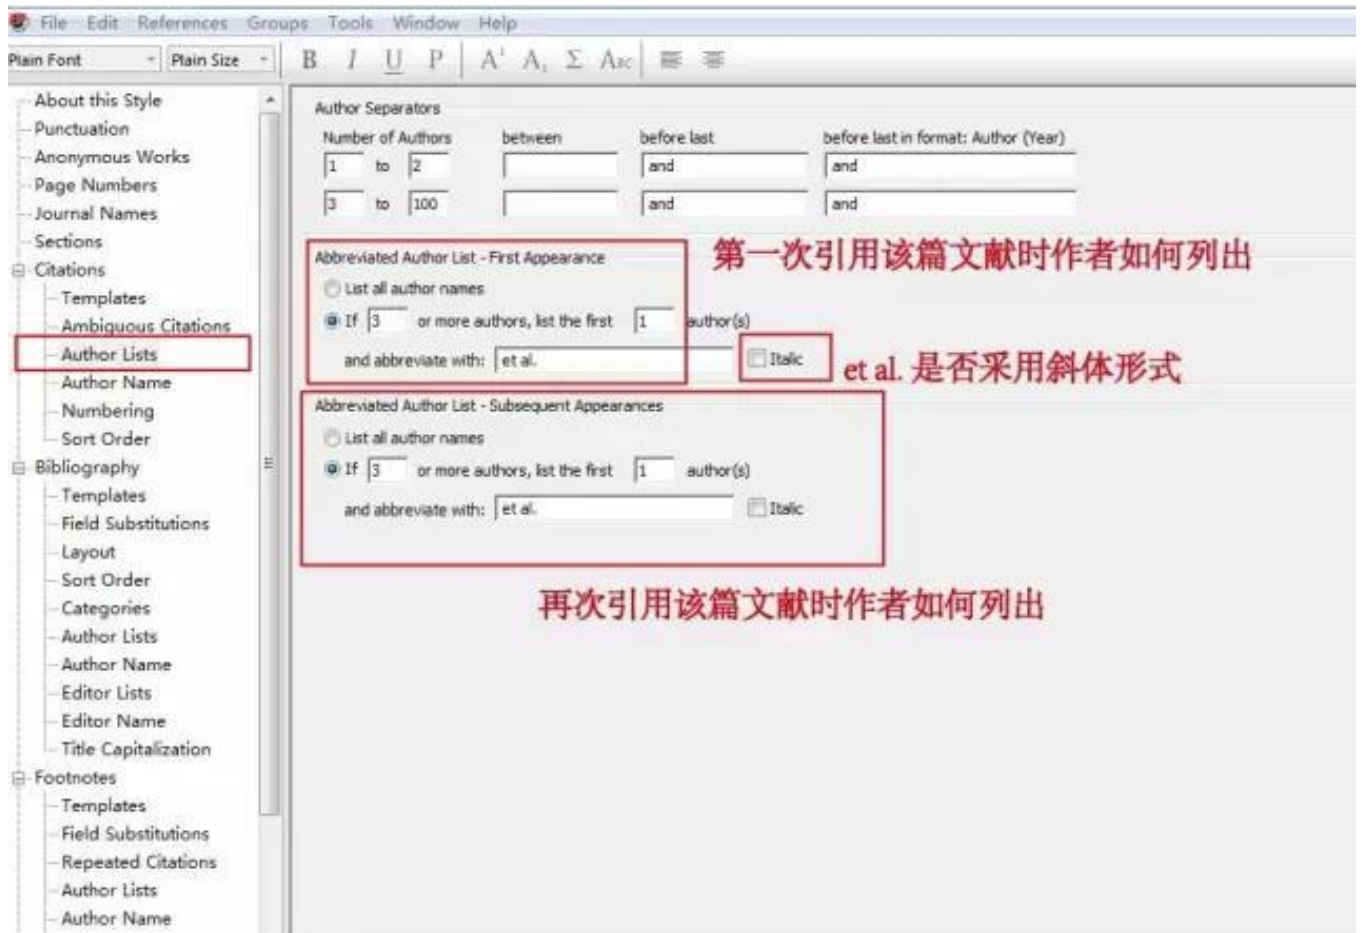 File Edit References Groups Tools Window Help
Plain Font Plain Size B I U P A¹ A₁ Σ ABC
About this Style
Punctuation
Anonymous Works
Page Numbers
Journal Names
Sections
Citations
Templates
Ambiguous Citations
Author Lists
Author Name
Numbering
Sort Order
Bibliography
Templates
Field Substitutions
Layout
Sort Order
Categories
Author Lists
Author Name
Editor Lists
Editor Name
Title Capitalization
Footnotes
Templates
Field Substitutions
Repeated Citations
Author Lists
Author Name
Author Separators
Number of Authors between before last before last in format: Author (Year)
1 to 2 and and
3 to 100 and and
第一次引用该篇文献时作者如何列出
Abbreviated Author List - First Appearance
List all author names
If 3 or more authors, list the first 1 author(s)
and abbreviate with: et al. Italic
et al. 是否采用斜体形式
Abbreviated Author List - Subsequent Appearances
List all author names
If 3 or more authors, list the first 1 author(s)
and abbreviate with: et al. Italic
再次引用该篇文献时作者如何列出